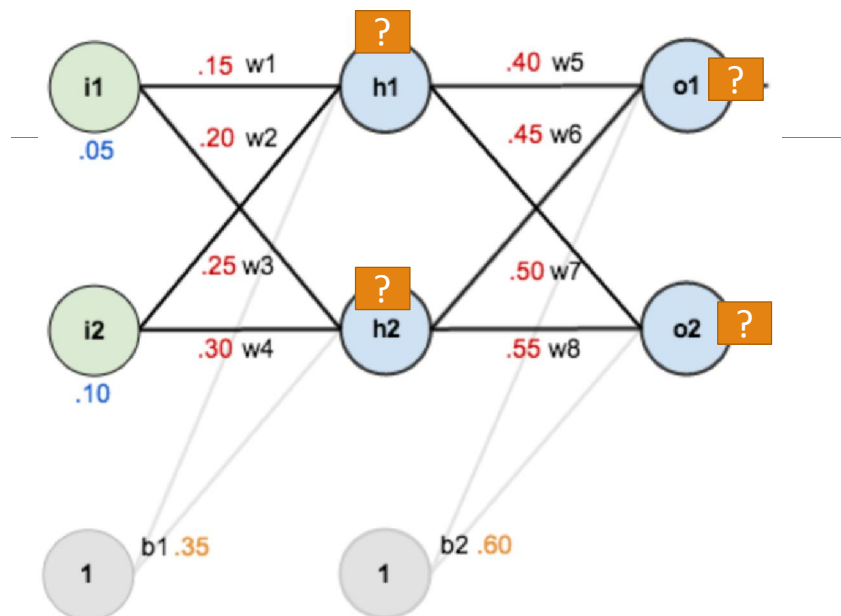 ?
.15 w1
.40 w5
i1
h1
o1
?
.20 w2
.45 w6
.05
.25 w3
.50 w7
?
i2
h2
o2
?
.30 w4
.55 w8
.10
b1 .35
b2 .60
1
1